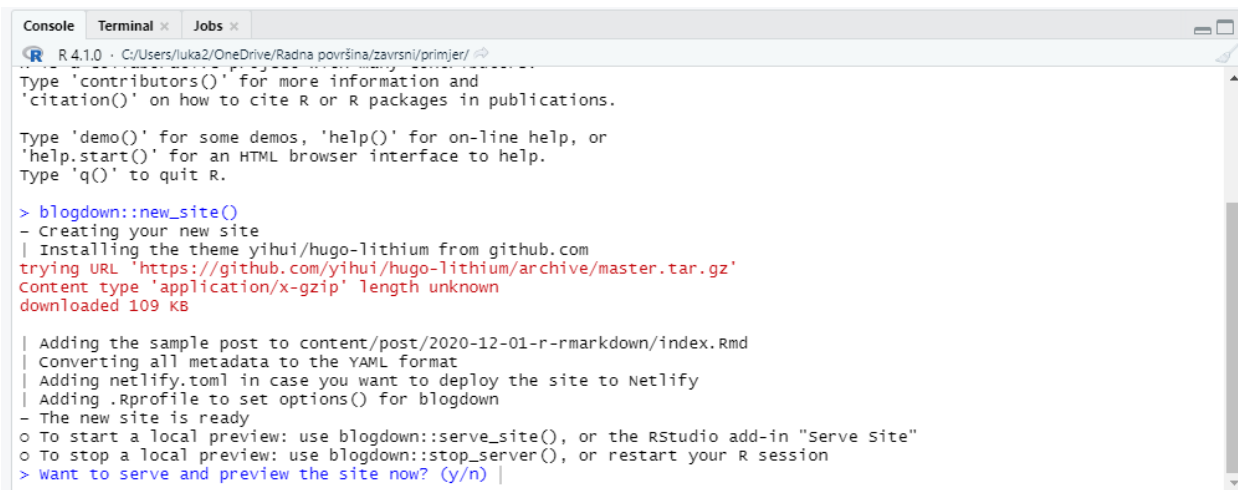 Console Terminal Jobs
R 4.1.0 · C:/Users/luka2/OneDrive/Radna površina/zavrsni/primjer/
Type 'contributors()' for more information and
'citation()' on how to cite R or R packages in publications.
Type 'demo()' for some demos, 'help()' for on-line help, or
'help.start()' for an HTML browser interface to help.
Type 'q()' to quit R.
> blogdown::new_site()
– Creating your new site
| Installing the theme yihui/hugo-lithium from github.com
trying URL 'https://github.com/yihui/hugo-lithium/archive/master.tar.gz'
Content type 'application/x-gzip' length unknown
downloaded 109 KB
| Adding the sample post to content/post/2020-12-01-r-rmarkdown/index.Rmd
| Converting all metadata to the YAML format
| Adding netlify.toml in case you want to deploy the site to Netlify
| Adding .Rprofile to set options() for blogdown
– The new site is ready
o To start a local preview: use blogdown::serve_site(), or the RStudio add-in "Serve Site"
o To stop a local preview: use blogdown::stop_server(), or restart your R session
> Want to serve and preview the site now? (y/n)